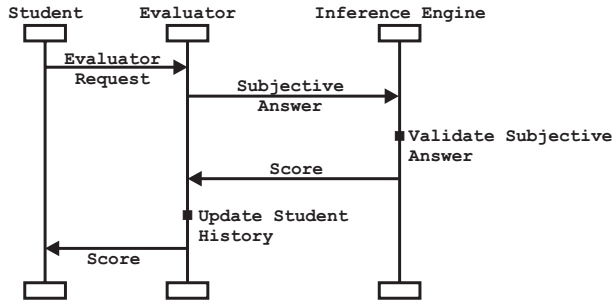 Student Evaluator Inference Engine
Evaluator
Request
Subjective
Answer
Validate Subjective
Answer
Score
Update Student
History
Score